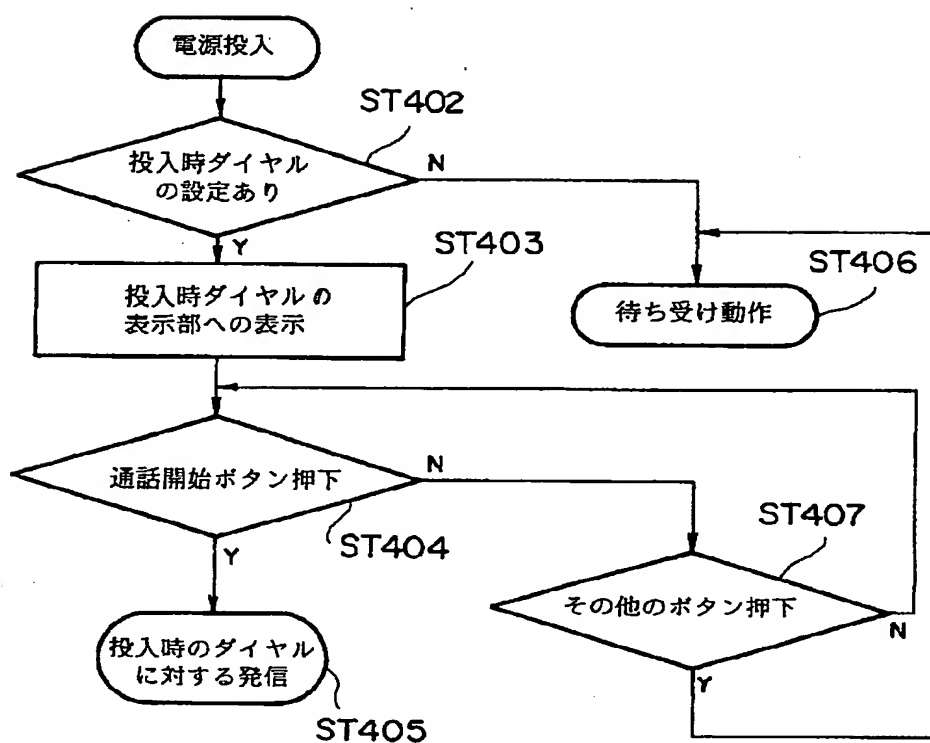 電源投入
ST402
投入時ダイヤル
の設定あり
N
Y
ST403
投入時ダイヤルの
表示部への表示
ST406
待ち受け動作
通話開始ボタン押下
N
Y
ST404
ST407
その他のボタン押下
N
Y
投入時のダイヤル
に対する発信
ST405